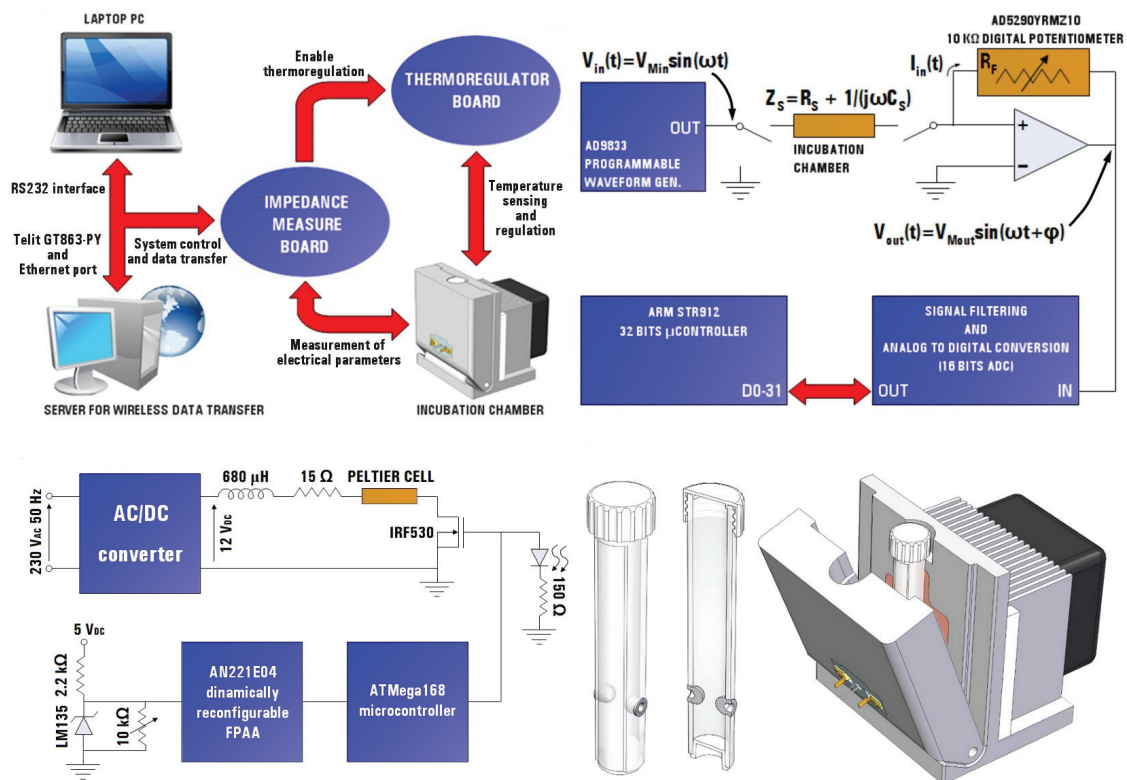 LAPTOP PC
Enable
thermoregulation
THERMOREGULATOR
BOARD
RS232 interface
IMPEDANCE
MEASURE
BOARD
Temperature
sensing
and
regulation
Telit GT863-PY
and
Ethernet port
System control
and data transfer
Measurement of
electrical parameters
SERVER FOR WIRELESS DATA TRANSFER
INCUBATION CHAMBER
AD5290YRMZ10
10 KΩ DIGITAL POTENTIOMETER
Vin(t)=VMinsin(ωt)
Iin(t)
RF
ZS=RS + 1/(jωCS)
OUT
AD9833
PROGRAMMABLE
WAVEFORM GEN.
INCUBATION
CHAMBER
+
−
Vout(t)=VMoutsin(ωt+φ)
ARM STR912
32 BITS µCONTROLLER
D0-31
SIGNAL FILTERING
AND
ANALOG TO DIGITAL CONVERSION
(16 BITS ADC)
OUT
IN
230 VAC 50 Hz
AC/DC
converter
12 VDC
680 µH
15 Ω
PELTIER CELL
IRF530
150 Ω
5 VDC
2.2 kΩ
LM135
10 kΩ
AN221E04
dinamically
reconfigurable
FPAA
ATMega168
microcontroller